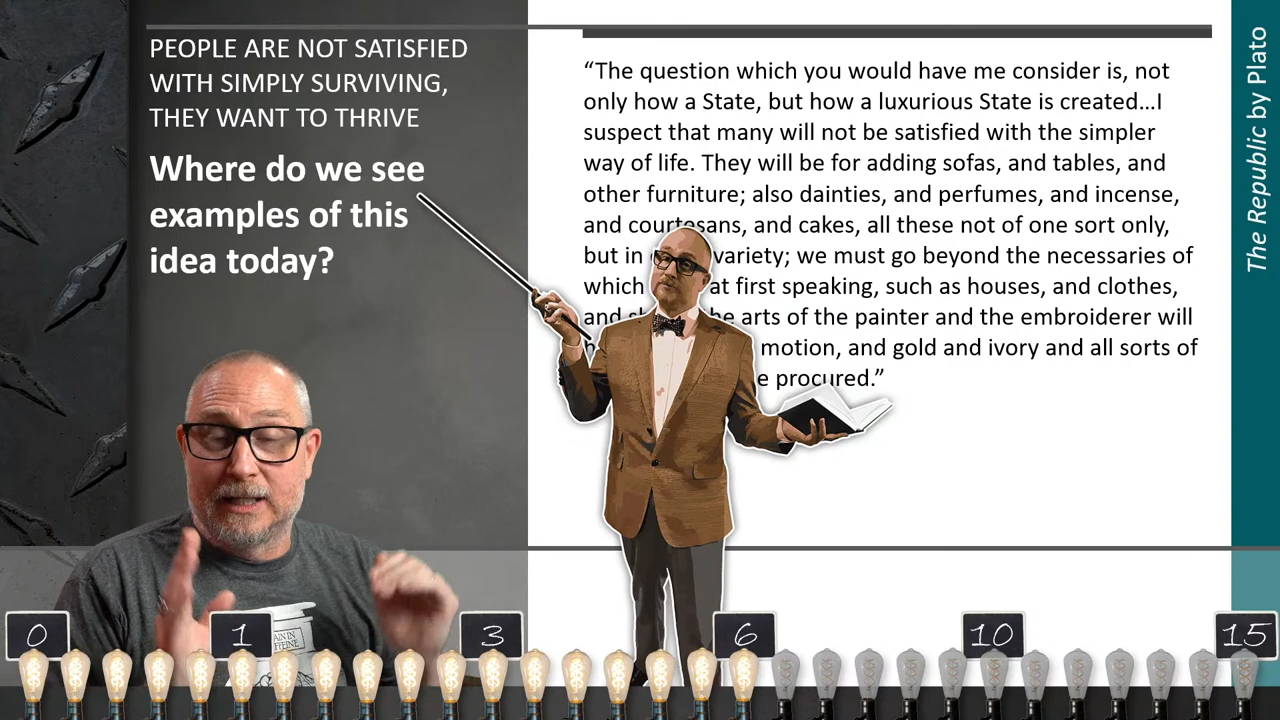 PEOPLE ARE NOT SATISFIED
WITH SIMPLY SURVIVING,
THEY WANT TO THRIVE
Where do we see
examples of this
idea today?
“The question which you would have me consider is, not
only how a State, but how a luxurious State is created…I
suspect that many will not be satisfied with the simpler
way of life. They will be for adding sofas, and tables, and
other furniture; also dainties, and perfumes, and incense,
and courtesans, and cakes, all these not of one sort only,
but in variety; we must go beyond the necessaries of
which at first speaking, such as houses, and clothes,
and arts of the painter and the embroiderer will
motion, and gold and ivory and all sorts of
procured.”
The Republic by Plato
0
1
3
6
10
15